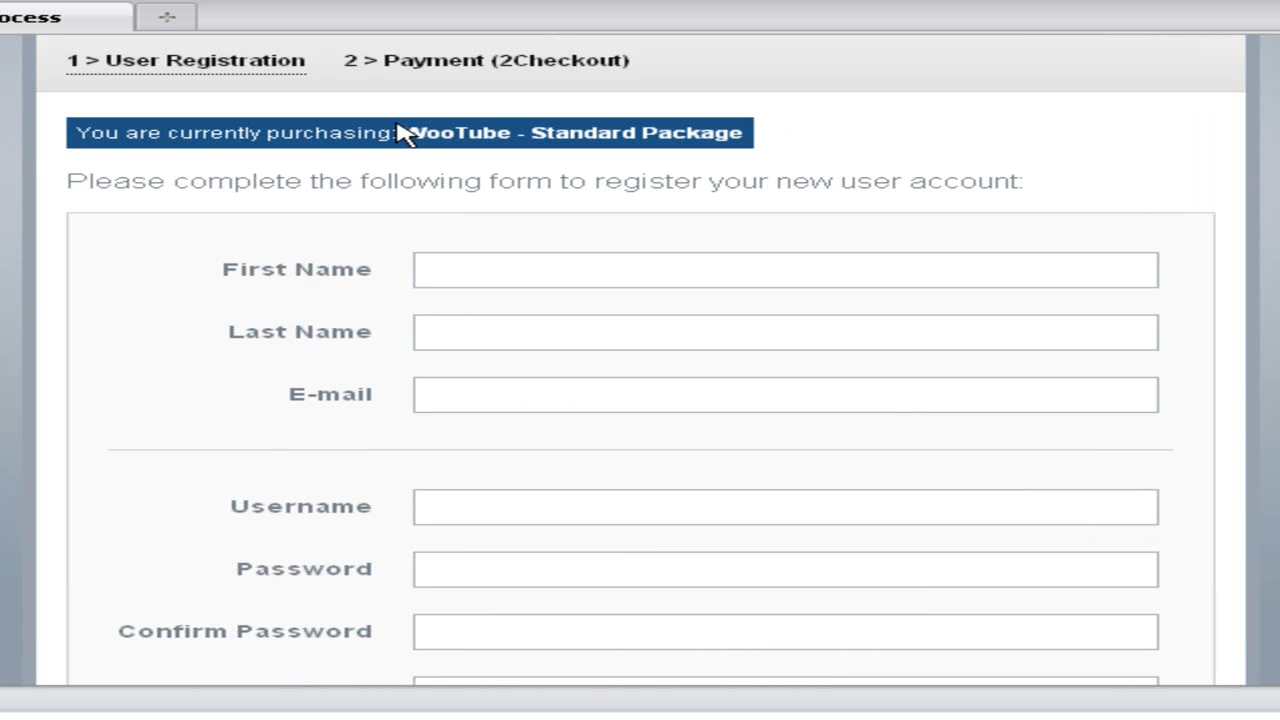 ocess
1 > User Registration 2 > Payment (2Checkout)
You are currently purchasing: WooTube - Standard Package
Please complete the following form to register your new user account:
First Name
Last Name
E-mail
Username
Password
Confirm Password